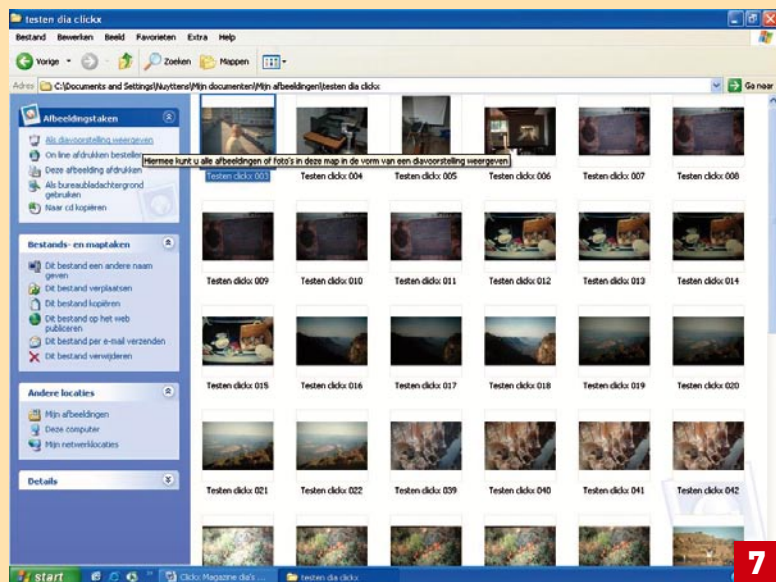 testen dia clickx
Bestand Bewerken Beeld Favorieten Extra Help
Vorige Zoeken Mappen
Adres C:\Documents and Settings\Nuyttens\Mijn documenten\Mijn afbeeldingen\testen dia clickx Ga naar
Afbeeldingstaken
Als diavoorstelling weergeven
On line afdrukken bestellen
Deze afbeelding afdrukken
Als bureaubladachtergrond
gebruiken
Naar cd kopiëren
Hiermee kunt u alle afbeeldingen of foto's in deze map in de vorm van een diavoorstelling weergeven
Bestands- en maptaken
Dit bestand een andere naam
geven
Dit bestand verplaatsen
Dit bestand kopiëren
Dit bestand op het web
publiceren
Dit bestand per e-mail verzenden
Dit bestand verwijderen
Andere locaties
Mijn afbeeldingen
Deze computer
Mijn netwerklocaties
Details
Testen clickx 003 Testen clickx 004 Testen clickx 005 Testen clickx 006 Testen clickx 007 Testen clickx 008
Testen clickx 009 Testen clickx 010 Testen clickx 011 Testen clickx 012 Testen clickx 013 Testen clickx 014
Testen clickx 015 Testen clickx 016 Testen clickx 017 Testen clickx 018 Testen clickx 019 Testen clickx 020
Testen clickx 021 Testen clickx 022 Testen clickx 039 Testen clickx 040 Testen clickx 041 Testen clickx 042
start Clickx Magazine dia's ... testen dia clickx
7